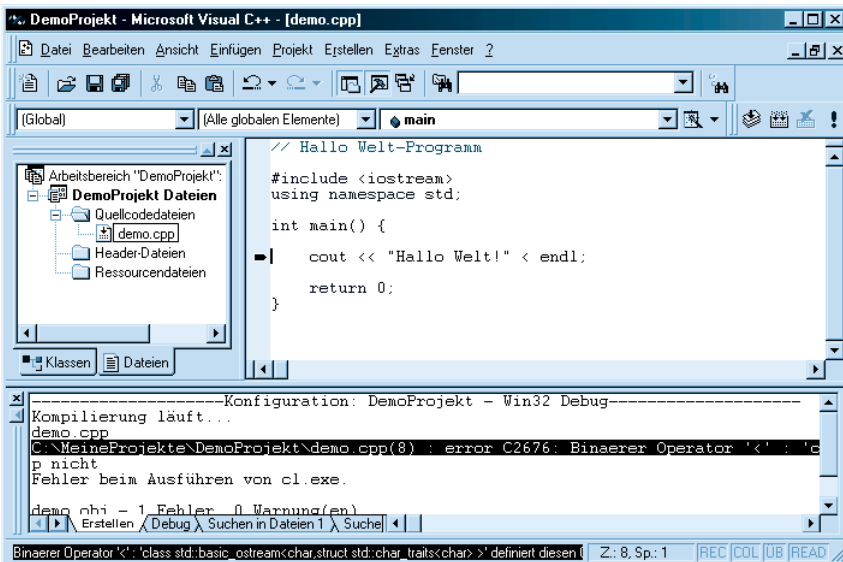 DemoProjekt - Microsoft Visual C++ - [demo.cpp]
Datei Bearbeiten Ansicht Einfügen Projekt Erstellen Extras Fenster ?
(Global) (Alle globalen Elemente) main
Arbeitsbereich "DemoProjekt":
DemoProjekt Dateien
Quellcodedateien
demo.cpp
Header-Dateien
Ressourcendateien
Klassen Dateien
// Hallo Welt-Programm
#include <iostream>
using namespace std;
int main() {
cout << "Hallo Welt!" < endl;
return 0;
}
--------------------Konfiguration: DemoProjekt - Win32 Debug--------------------
Kompilierung läuft...
demo.cpp
C:\MeineProjekte\DemoProjekt\demo.cpp(8) : error C2676: Binaerer Operator '<' : 'c
p nicht
Fehler beim Ausführen von cl.exe.
demo.obj - 1 Fehler, 0 Warnung(en)
Erstellen Debug Suchen in Dateien 1 Suche
Binaerer Operator '<' : 'class std::basic_ostream<char,struct std::char_traits<char> >' definiert diesen Z.: 8, Sp.: 1 REC COL ÜB READ